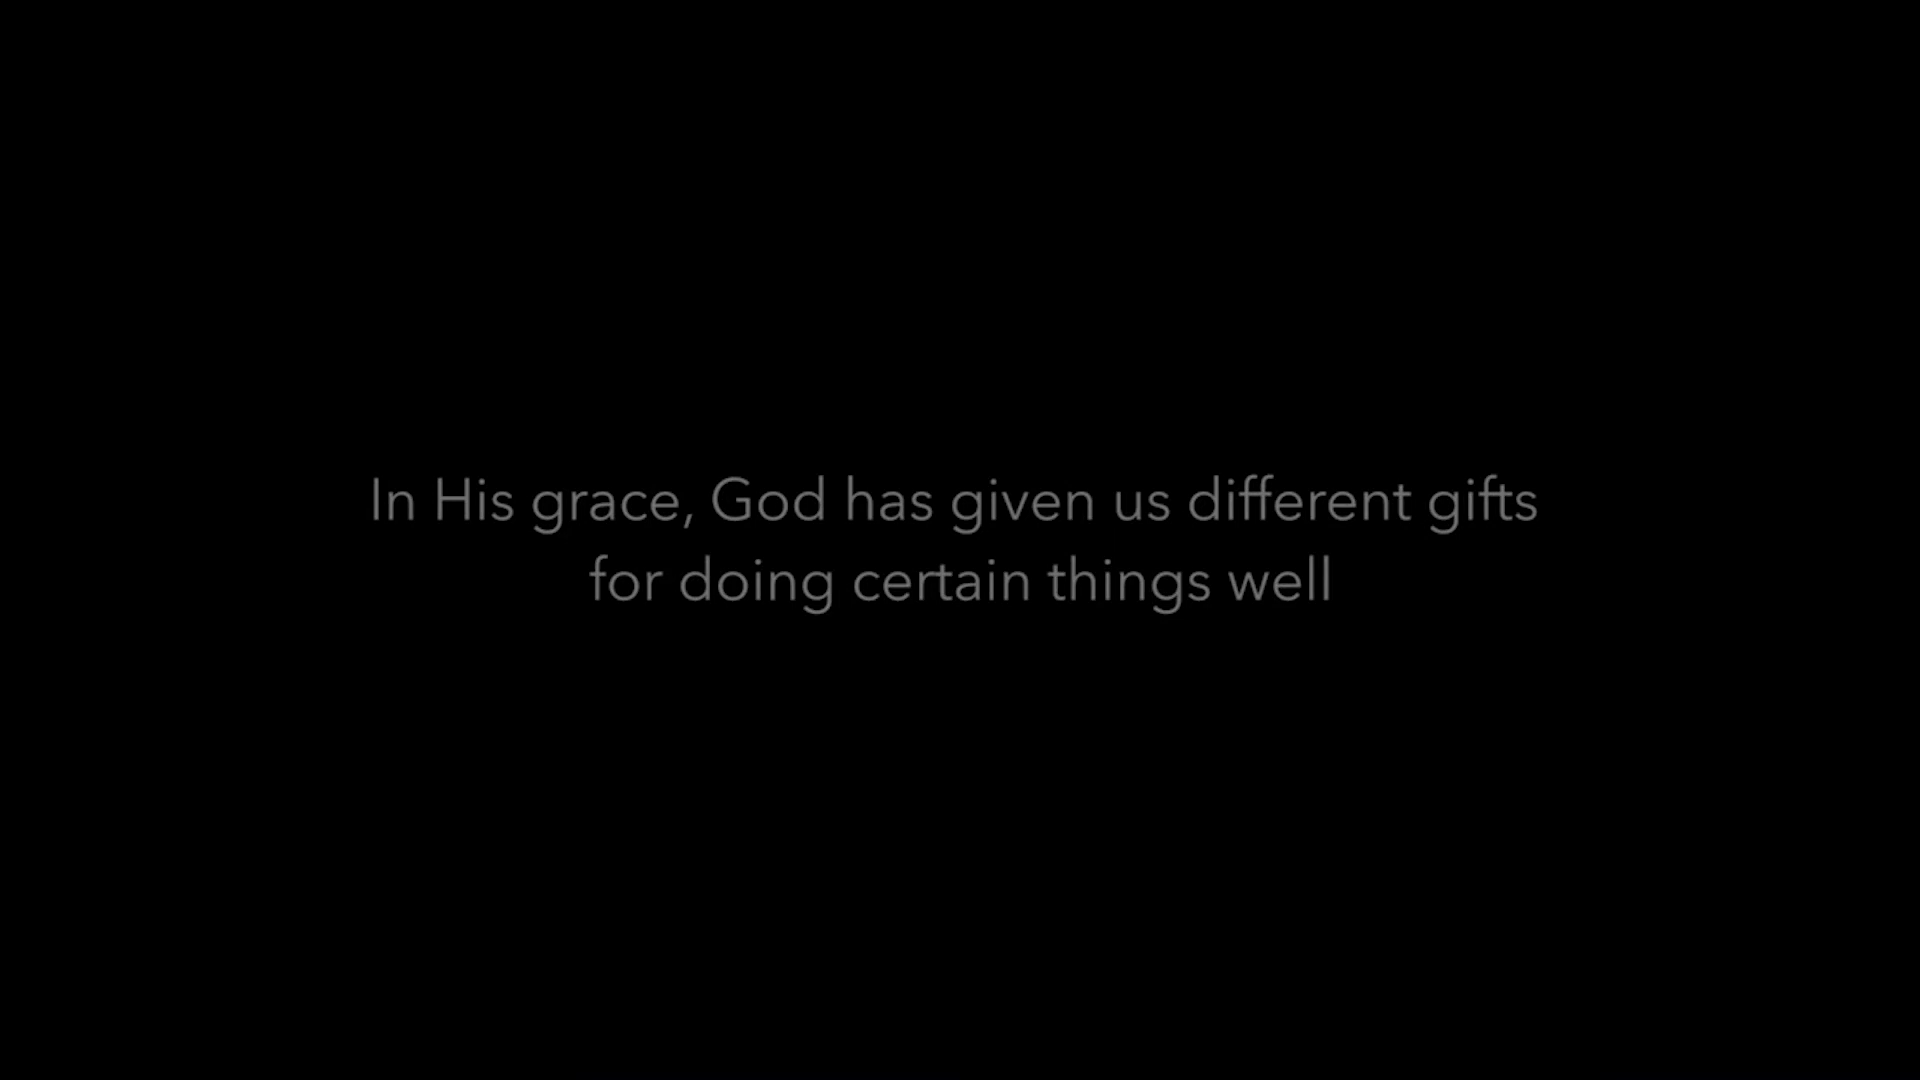 In His grace, God has given us different gifts
for doing certain things well